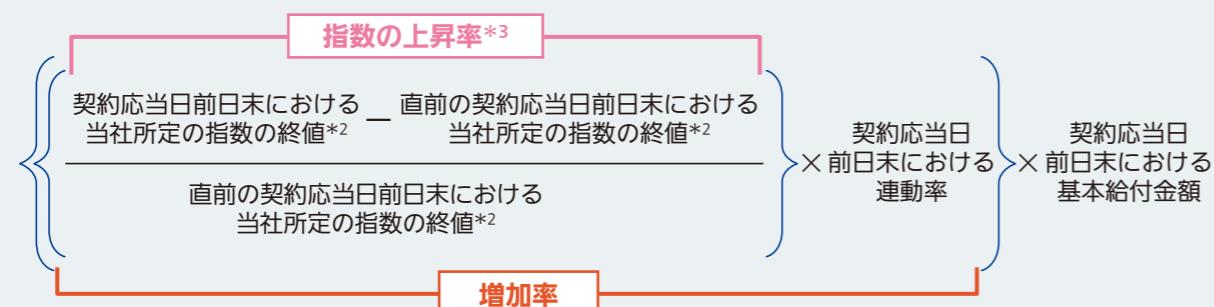 指数の上昇率*3
契約応当日前日末における
当社所定の指数の終値*2
—
直前の契約応当日前日末における
当社所定の指数の終値*2
直前の契約応当日前日末における
当社所定の指数の終値*2
契約応当日
×前日末における
連動率
契約応当日
×前日末における
基本給付金額
増加率